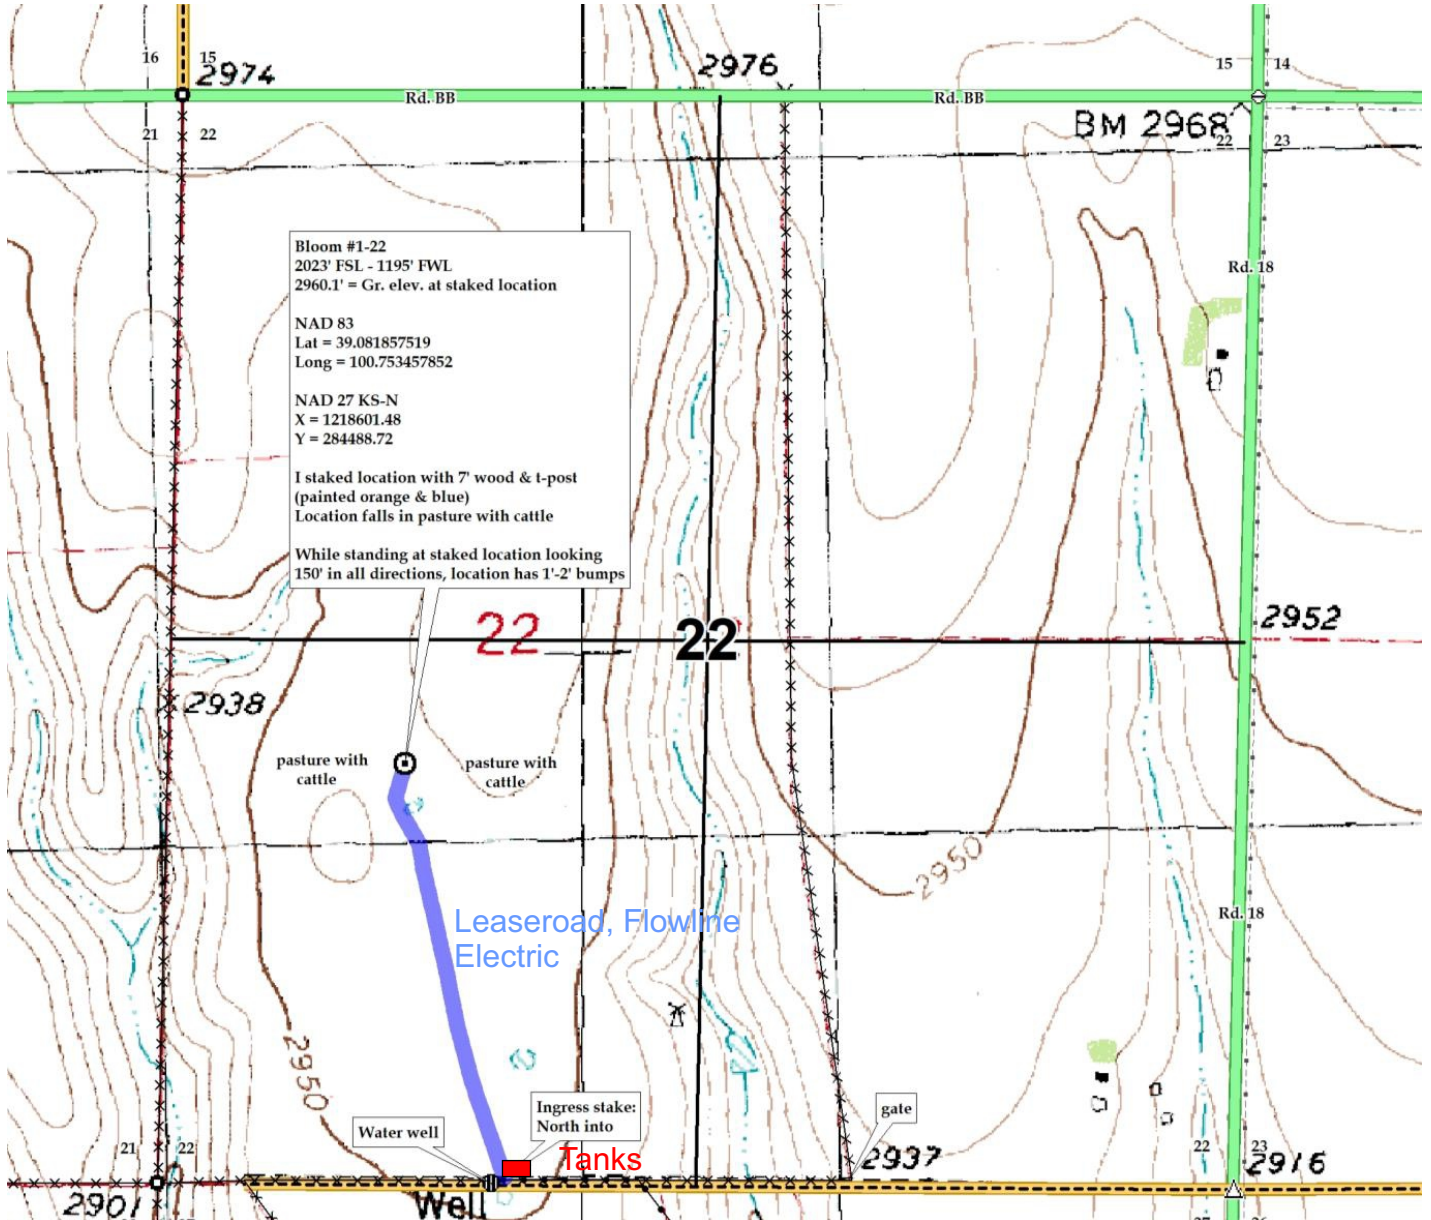 16 15
2974
2976
15 14
Rd. BB
Rd. BB
BM 2968
21 22
22 23
Bloom #1-22
2023' FSL - 1195' FWL
2960.1' = Gr. elev. at staked location
NAD 83
Lat = 39.081857519
Long = 100.753457852
NAD 27 KS-N
X = 1218601.48
Y = 284488.72
I staked location with 7' wood & t-post
(painted orange & blue)
Location falls in pasture with cattle
While standing at staked location looking
150' in all directions, location has 1'-2' bumps
Rd. 18
22
22
2952
2938
pasture with
cattle
pasture with
cattle
2950
Rd. 18
Leaseroad, Flowline
Electric
2950
Ingress stake:
North into
Water well
gate
21 22
22 23
Tanks
2937
2916
2901
Well